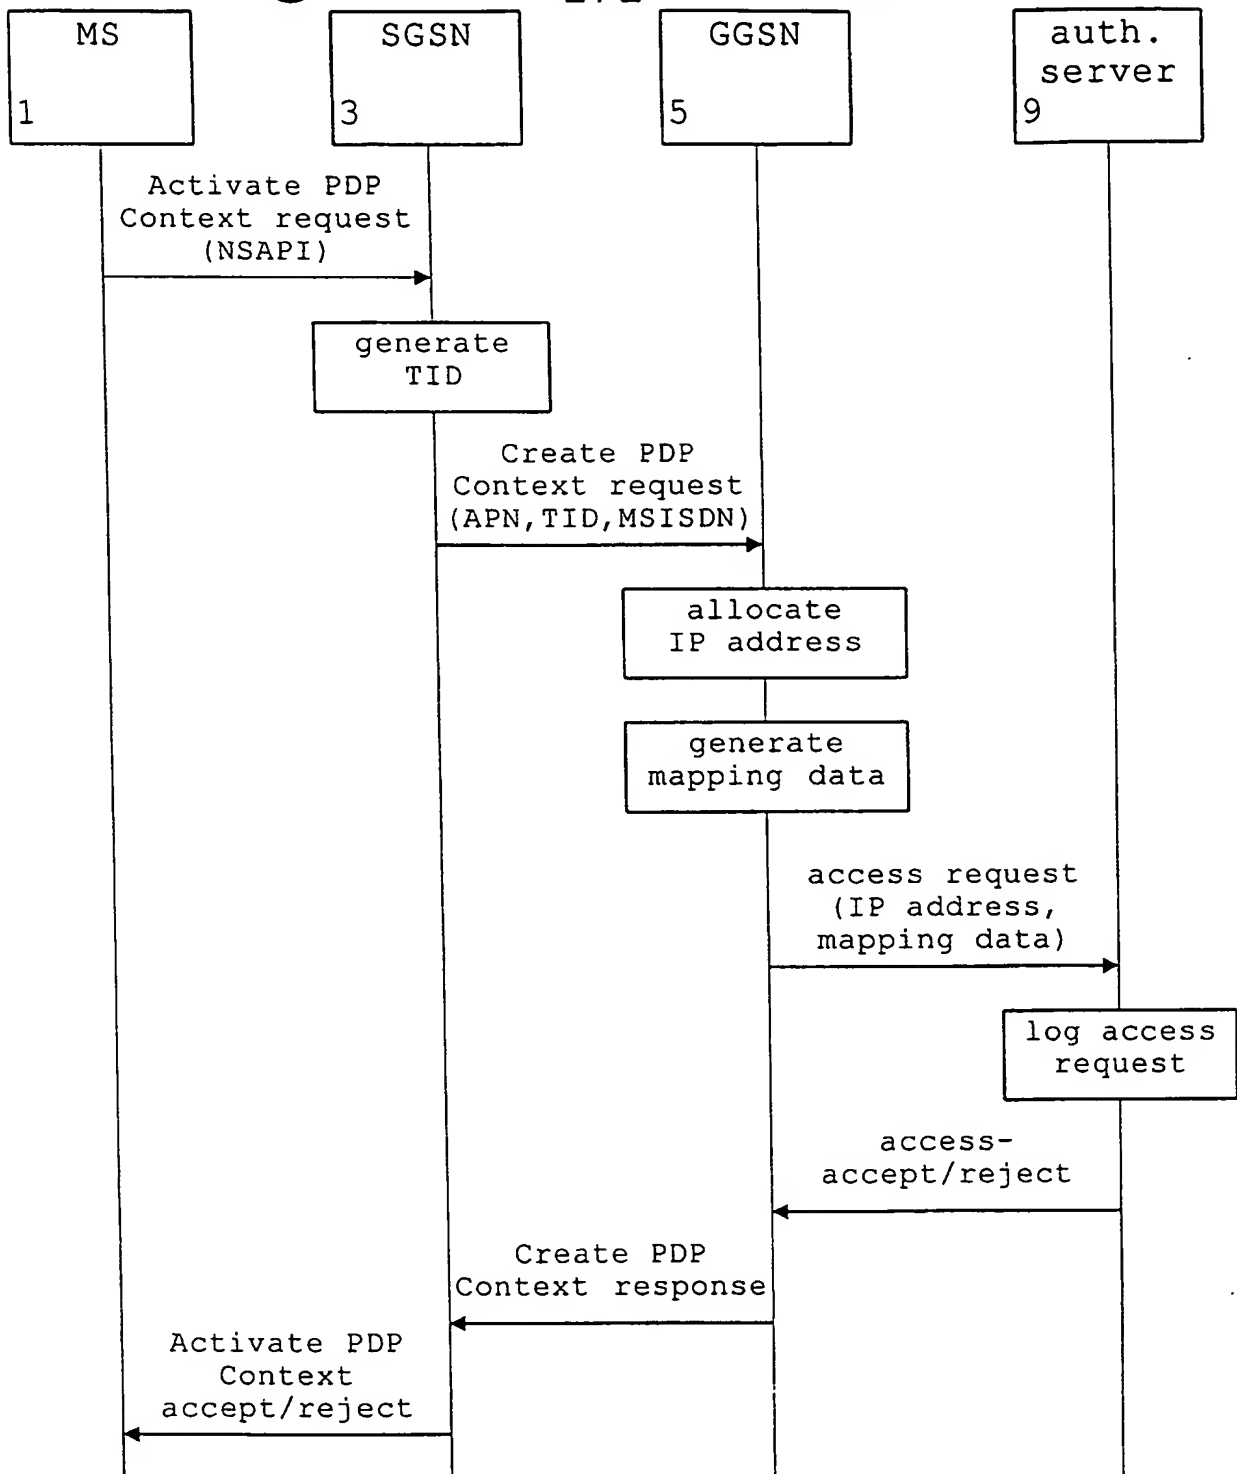 MS
SGSN
GGSN
auth.
server
1
3
5
9
Activate PDP
Context request
(NSAPI)
generate
TID
Create PDP
Context request
(APN,TID,MSISDN)
allocate
IP address
generate
mapping data
access request
(IP address,
mapping data)
log access
request
access-
accept/reject
Create PDP
Context response
Activate PDP
Context
accept/reject